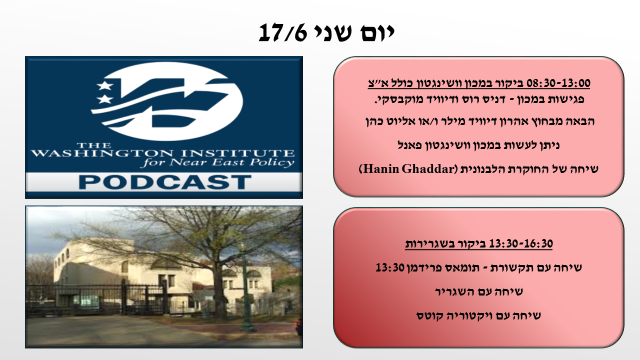 יום שני 17/6
08:30-13:00 ביקור במכון וושינגטון כולל א"צ
פגישות במכון - דניס רוס ודיוויד מוקבסקי.
הבאה מבחוץ אהרון דיוויד מילר ו/או אליוט כהן
ניתן לעשות במכון וושינגטון פאנל
שיחה של החוקרת הלבנונית (Hanin Ghaddar)
THE
WASHINGTON INSTITUTE
for Near East Policy
PODCAST
13:30-16:30 ביקור בשגרירות
שיחה עם תקשורת - תומאס פרידמן 13:30
שיחה עם השגריר
שיחה עם ויקטוריה קוטס